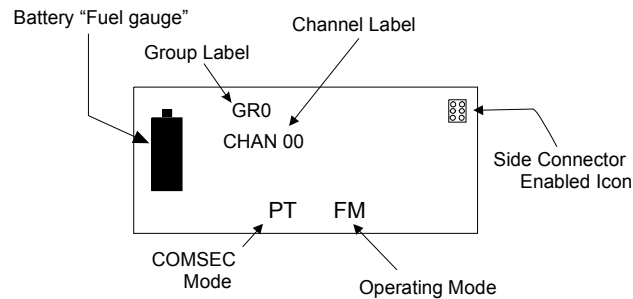 Battery “Fuel gauge”
Channel Label
Group Label
GR0
CHAN 00
Side Connector
Enabled Icon
PT FM
COMSEC
Mode
Operating Mode